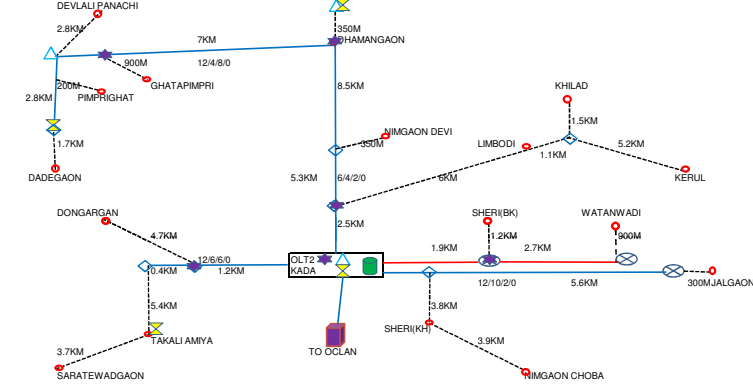 DEVLALI PANACHI
2.8KM
7KM
350M
DHAMANGAON
900M
12/4/8/0
200M
GHATAPIMPRI
2.8KM
PIMPRIGHAT
8.5KM
KHILAD
1.5KM
1.7KM
NIMGAON DEVI
350M
LIMBODI
5.2KM
1.1KM
DADEGAON
5.3KM
6/4/2/0
6KM
KERUL
DONGARGAN
2.5KM
SHERI(BK)
WATANWADI
4.7KM
1.2KM
900M
1.9KM
2.7KM
12/6/6/0
OLT2
KADA
0.4KM
1.2KM
12/10/2/0
5.6KM
300MJALGAON
5.4KM
3.8KM
SHERI(KH)
TAKALI AMIYA
3.9KM
3.7KM
TO OCLAN
SARATEWADGAON
NIMGAON CHOBA